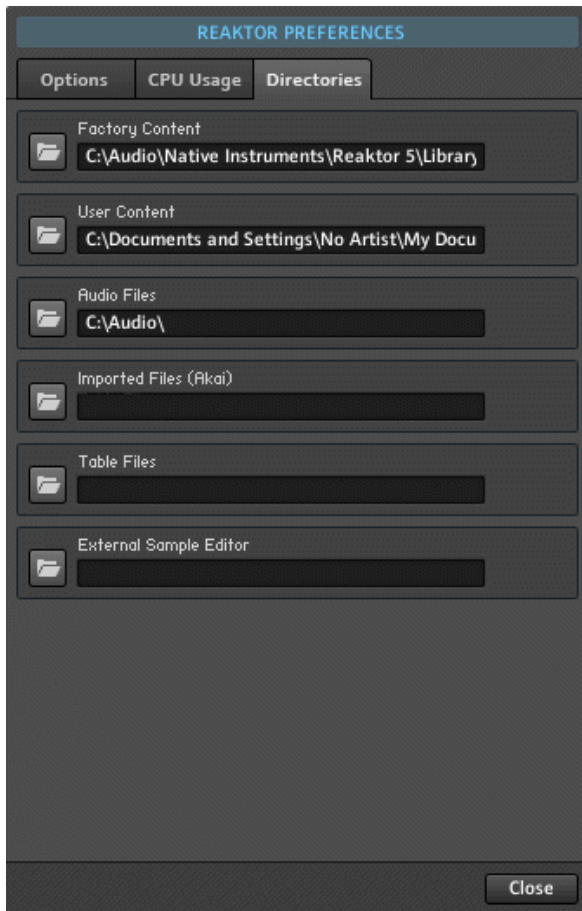 REAKTOR PREFERENCES
Options CPU Usage Directories
Factory Content
C:\Audio\Native Instruments\Reaktor 5\Library
User Content
C:\Documents and Settings\No Artist\My Docu
Audio Files
C:\Audio\
Imported Files (Akai)
Table Files
External Sample Editor
Close